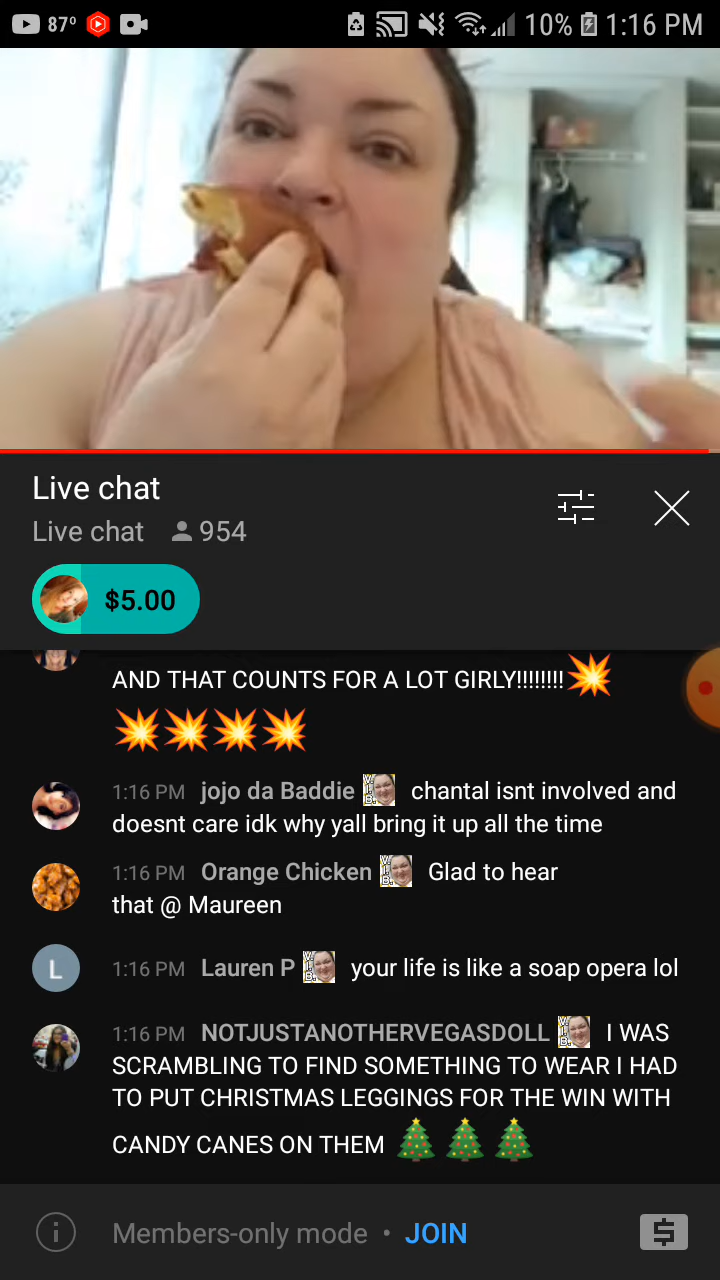 87° 10% 1:16 PM
Live chat
Live chat 954
$5.00
AND THAT COUNTS FOR A LOT GIRLY!!!!!!!!💥
💥💥💥💥
1:16 PM jojo da Baddie V.I.B. chantal isnt involved and
doesnt care idk why yall bring it up all the time
1:16 PM Orange Chicken V.I.B. Glad to hear
that @ Maureen
L 1:16 PM Lauren P V.I.B. your life is like a soap opera lol
1:16 PM NOTJUSTANOTHERVEGASDOLL V.I.B. I WAS
SCRAMBLING TO FIND SOMETHING TO WEAR I HAD
TO PUT CHRISTMAS LEGGINGS FOR THE WIN WITH
CANDY CANES ON THEM 🎄🎄🎄
Members-only mode • JOIN